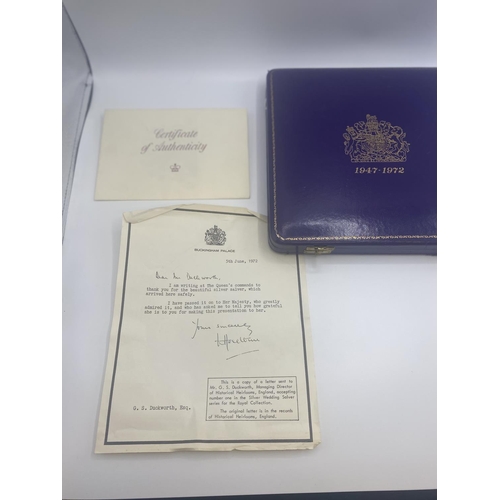 Certificate
of Authenticity
1947-1972
BUCKINGHAM PALACE
7th June, 1973
Dear Mr Duckworth,
I am writing at The Queen's command to
thank you for the beautiful silver salver, which
arrived here safely.
I have passed it on to Her Majesty, who greatly
admired it, and who has asked me to tell you how grateful
she is to you for making this presentation to her.
Yours sincerely
This is a copy of a letter sent to
Mr. G. S. Duckworth, Managing Director
of Historical Heirlooms, England, accepting
number one in the Silver Wedding Salver
series for the Royal Collection.
The original letter is in the records
of Historical Heirlooms, England.
G. S. Duckworth, Esq.